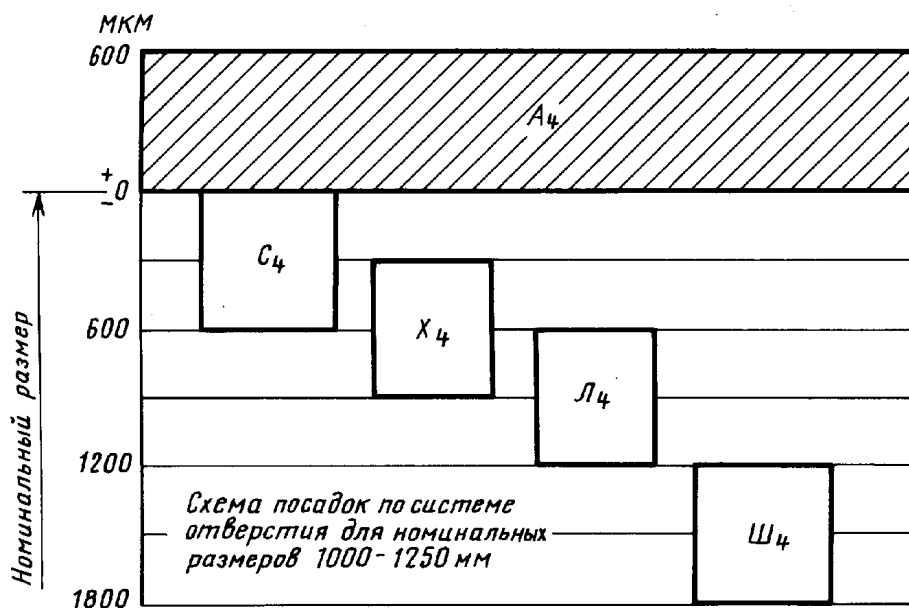 мкм
600
А₄
+
0
−
С₄
Х₄
600
Л₄
1200
Ш₄
1800
Номинальный размер
Схема посадок по системе
отверстия для номинальных
размеров 1000-1250 мм